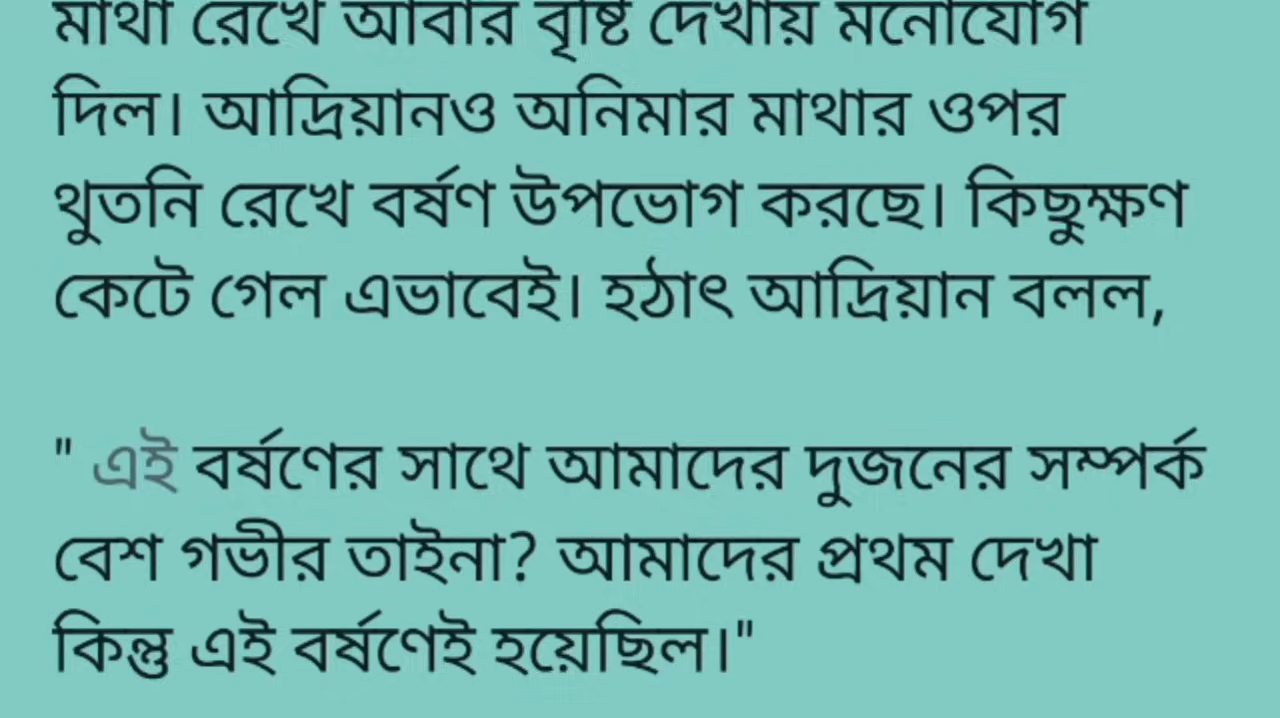 মাথা রেখে আবার বৃষ্টি দেখায় মনোযোগ
দিল। আদ্রিয়ানও অনিমার মাথার ওপর
থুতনি রেখে বর্ষণ উপভোগ করছে। কিছুক্ষণ
কেটে গেল এভাবেই। হঠাৎ আদ্রিয়ান বলল,
" এই বর্ষণের সাথে আমাদের দুজনের সম্পর্ক
বেশ গভীর তাইনা? আমাদের প্রথম দেখা
কিন্তু এই বর্ষণেই হয়েছিল।"